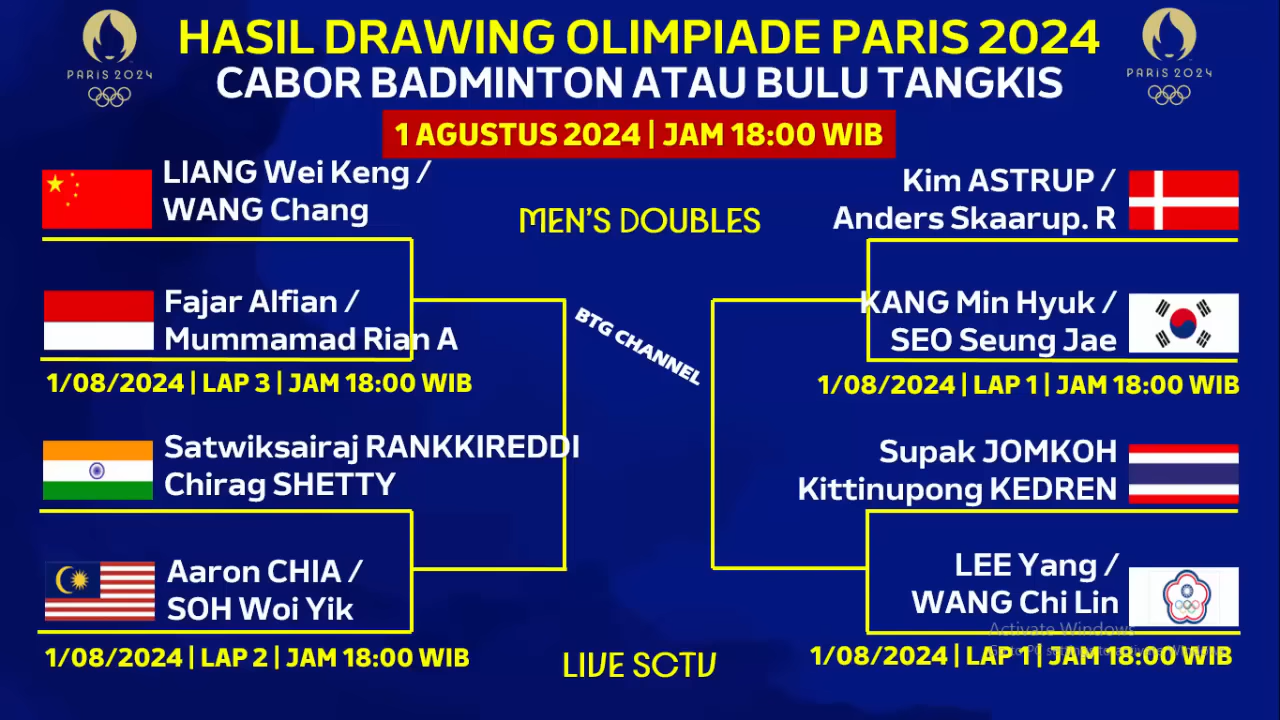 HASIL DRAWING OLIMPIADE PARIS 2024
CABOR BADMINTON ATAU BULU TANGKIS
PARIS 2024
PARIS 2024
1 AGUSTUS 2024 | JAM 18:00 WIB
MEN'S DOUBLES
LIANG Wei Keng /
WANG Chang
Fajar Alfian /
Mummamad Rian A
1/08/2024 | LAP 3 | JAM 18:00 WIB
Satwiksairaj RANKKIREDDI
Chirag SHETTY
Aaron CHIA /
SOH Woi Yik
1/08/2024 | LAP 2 | JAM 18:00 WIB
BTG CHANNEL
LIVE SCTV
Kim ASTRUP /
Anders Skaarup. R
KANG Min Hyuk /
SEO Seung Jae
1/08/2024 | LAP 1 | JAM 18:00 WIB
Supak JOMKOH
Kittinupong KEDREN
LEE Yang /
WANG Chi Lin
Activate Windows
1/08/2024 | LAP 1 | JAM 18:00 WIB